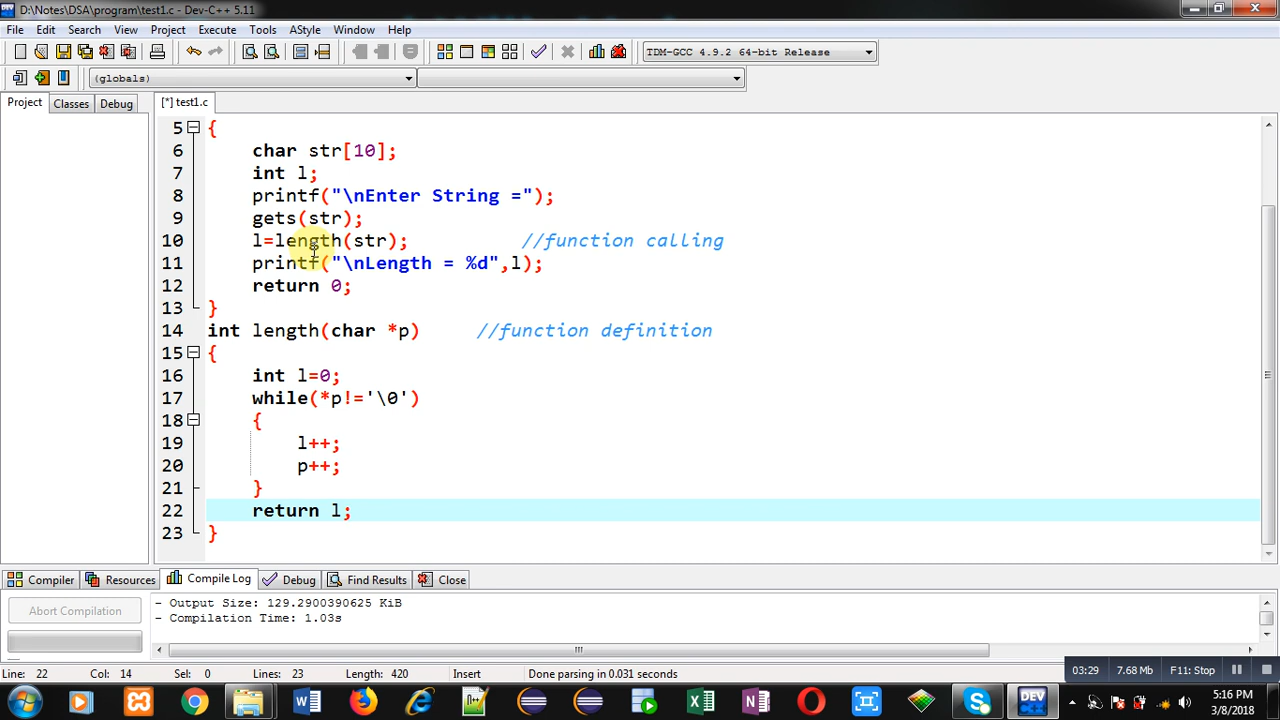 D:\Notes\DSA\program\test1.c - Dev-C++ 5.11
File Edit Search View Project Execute Tools AStyle Window Help
TDM-GCC 4.9.2 64-bit Release
(globals)
Project Classes Debug [*] test1.c
5 {
6 char str[10];
7 int l;
8 printf("\nEnter String =");
9 gets(str);
10 l=length(str); //function calling
11 printf("\nLength = %d",l);
12 return 0;
13 }
14 int length(char *p) //function definition
15 {
16 int l=0;
17 while(*p!='\0')
18 {
19 l++;
20 p++;
21 }
22 return l;
23 }
Compiler Resources Compile Log Debug Find Results Close
Abort Compilation
- Output Size: 129.2900390625 KiB
- Compilation Time: 1.03s
Line: 22 Col: 14 Sel: 0 Lines: 23 Length: 420 Insert Done parsing in 0.031 seconds
03:29 7.68 Mb F11: Stop
DEV
5:16 PM
3/8/2018